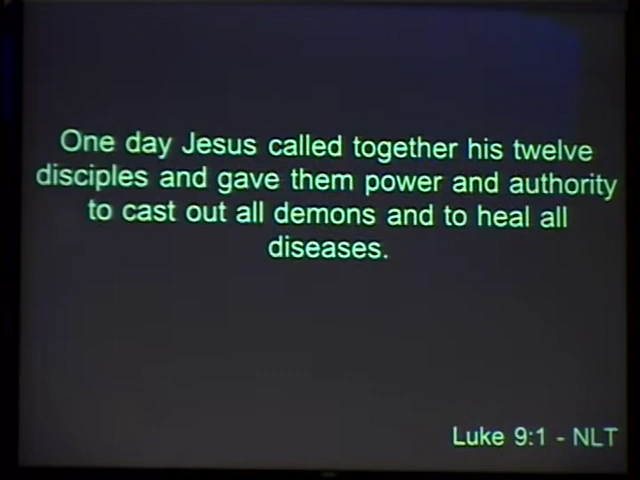 One day Jesus called together his twelve
disciples and gave them power and authority
to cast out all demons and to heal all
diseases.
Luke 9:1 - NLT